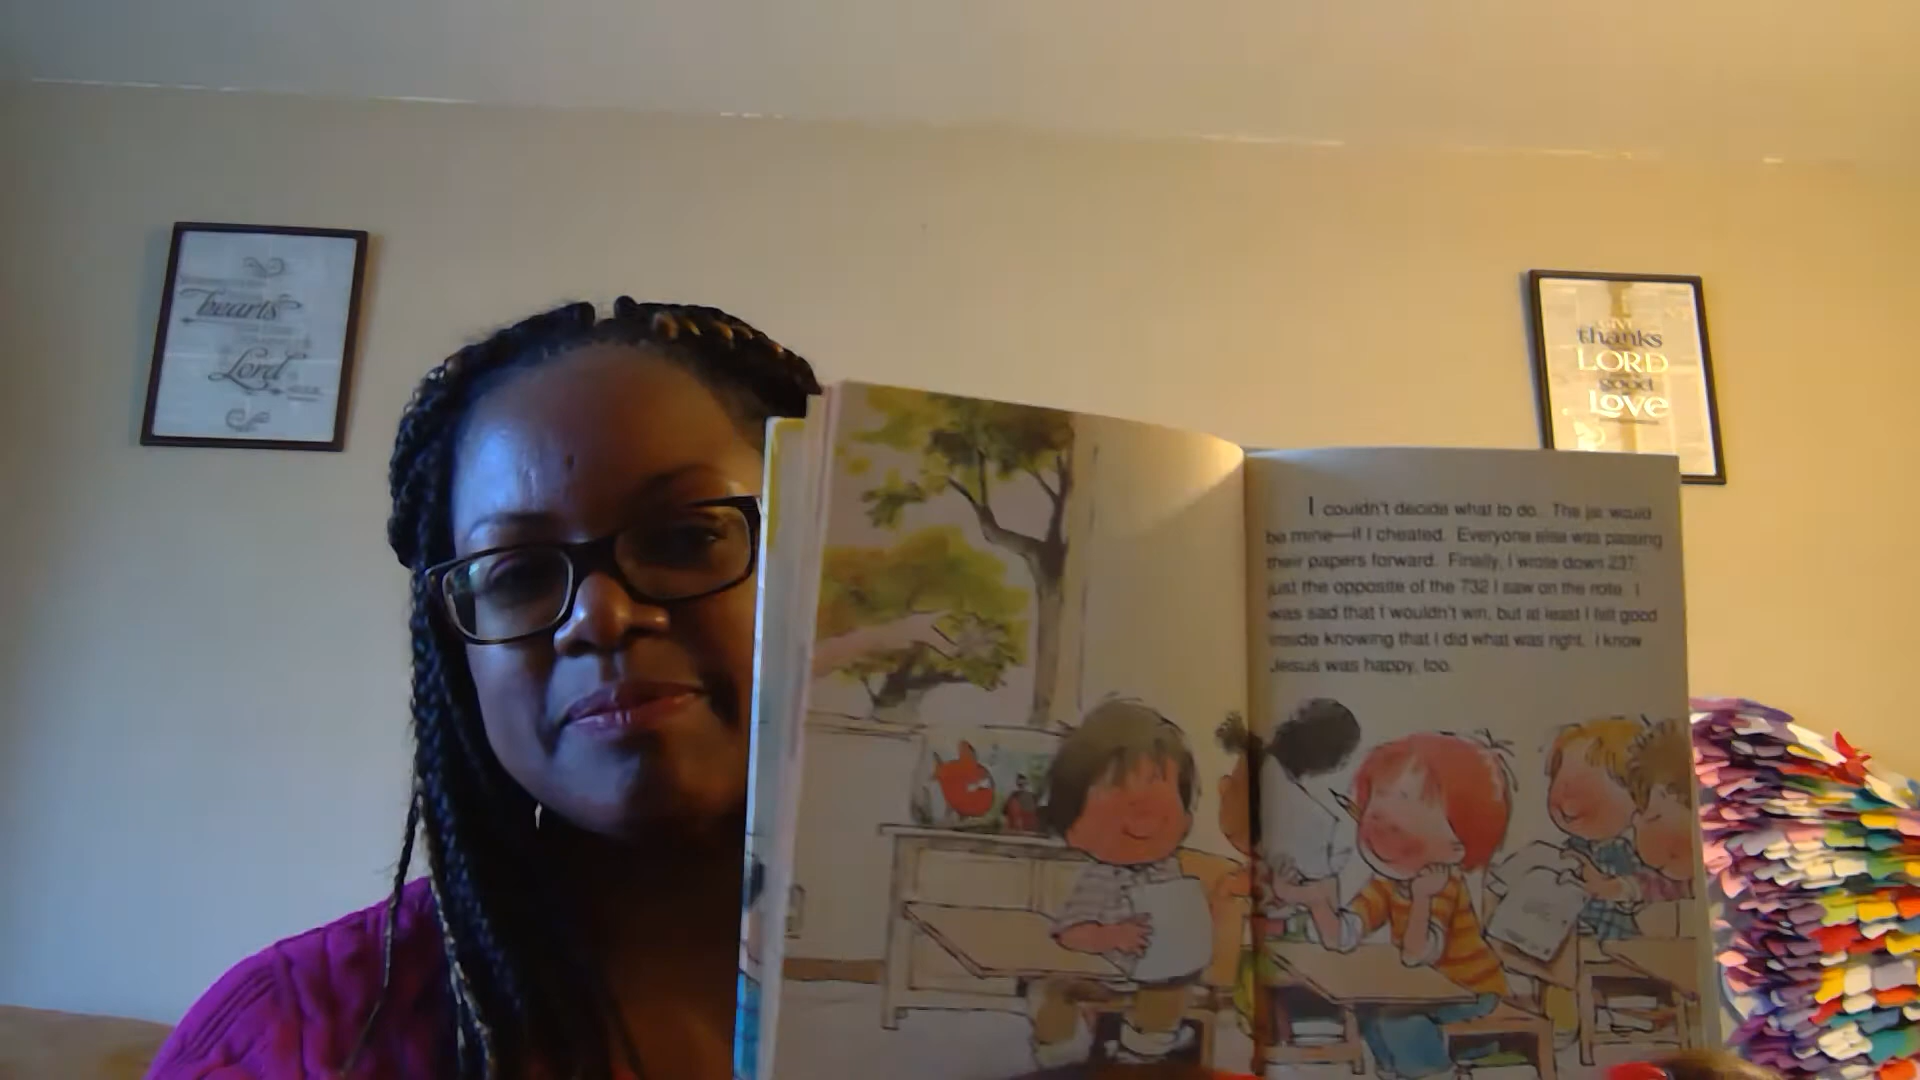 hearts
Lord
GIVE
thanks
LORD
good
Love
I couldn't decide what to do. The jar would
be mine—if I cheated. Everyone else was passing
their papers forward. Finally, I wrote down 237,
just the opposite of the 732 I saw on the note. I
was sad that I wouldn't win, but at least I felt good
inside knowing that I did what was right. I know
Jesus was happy, too.